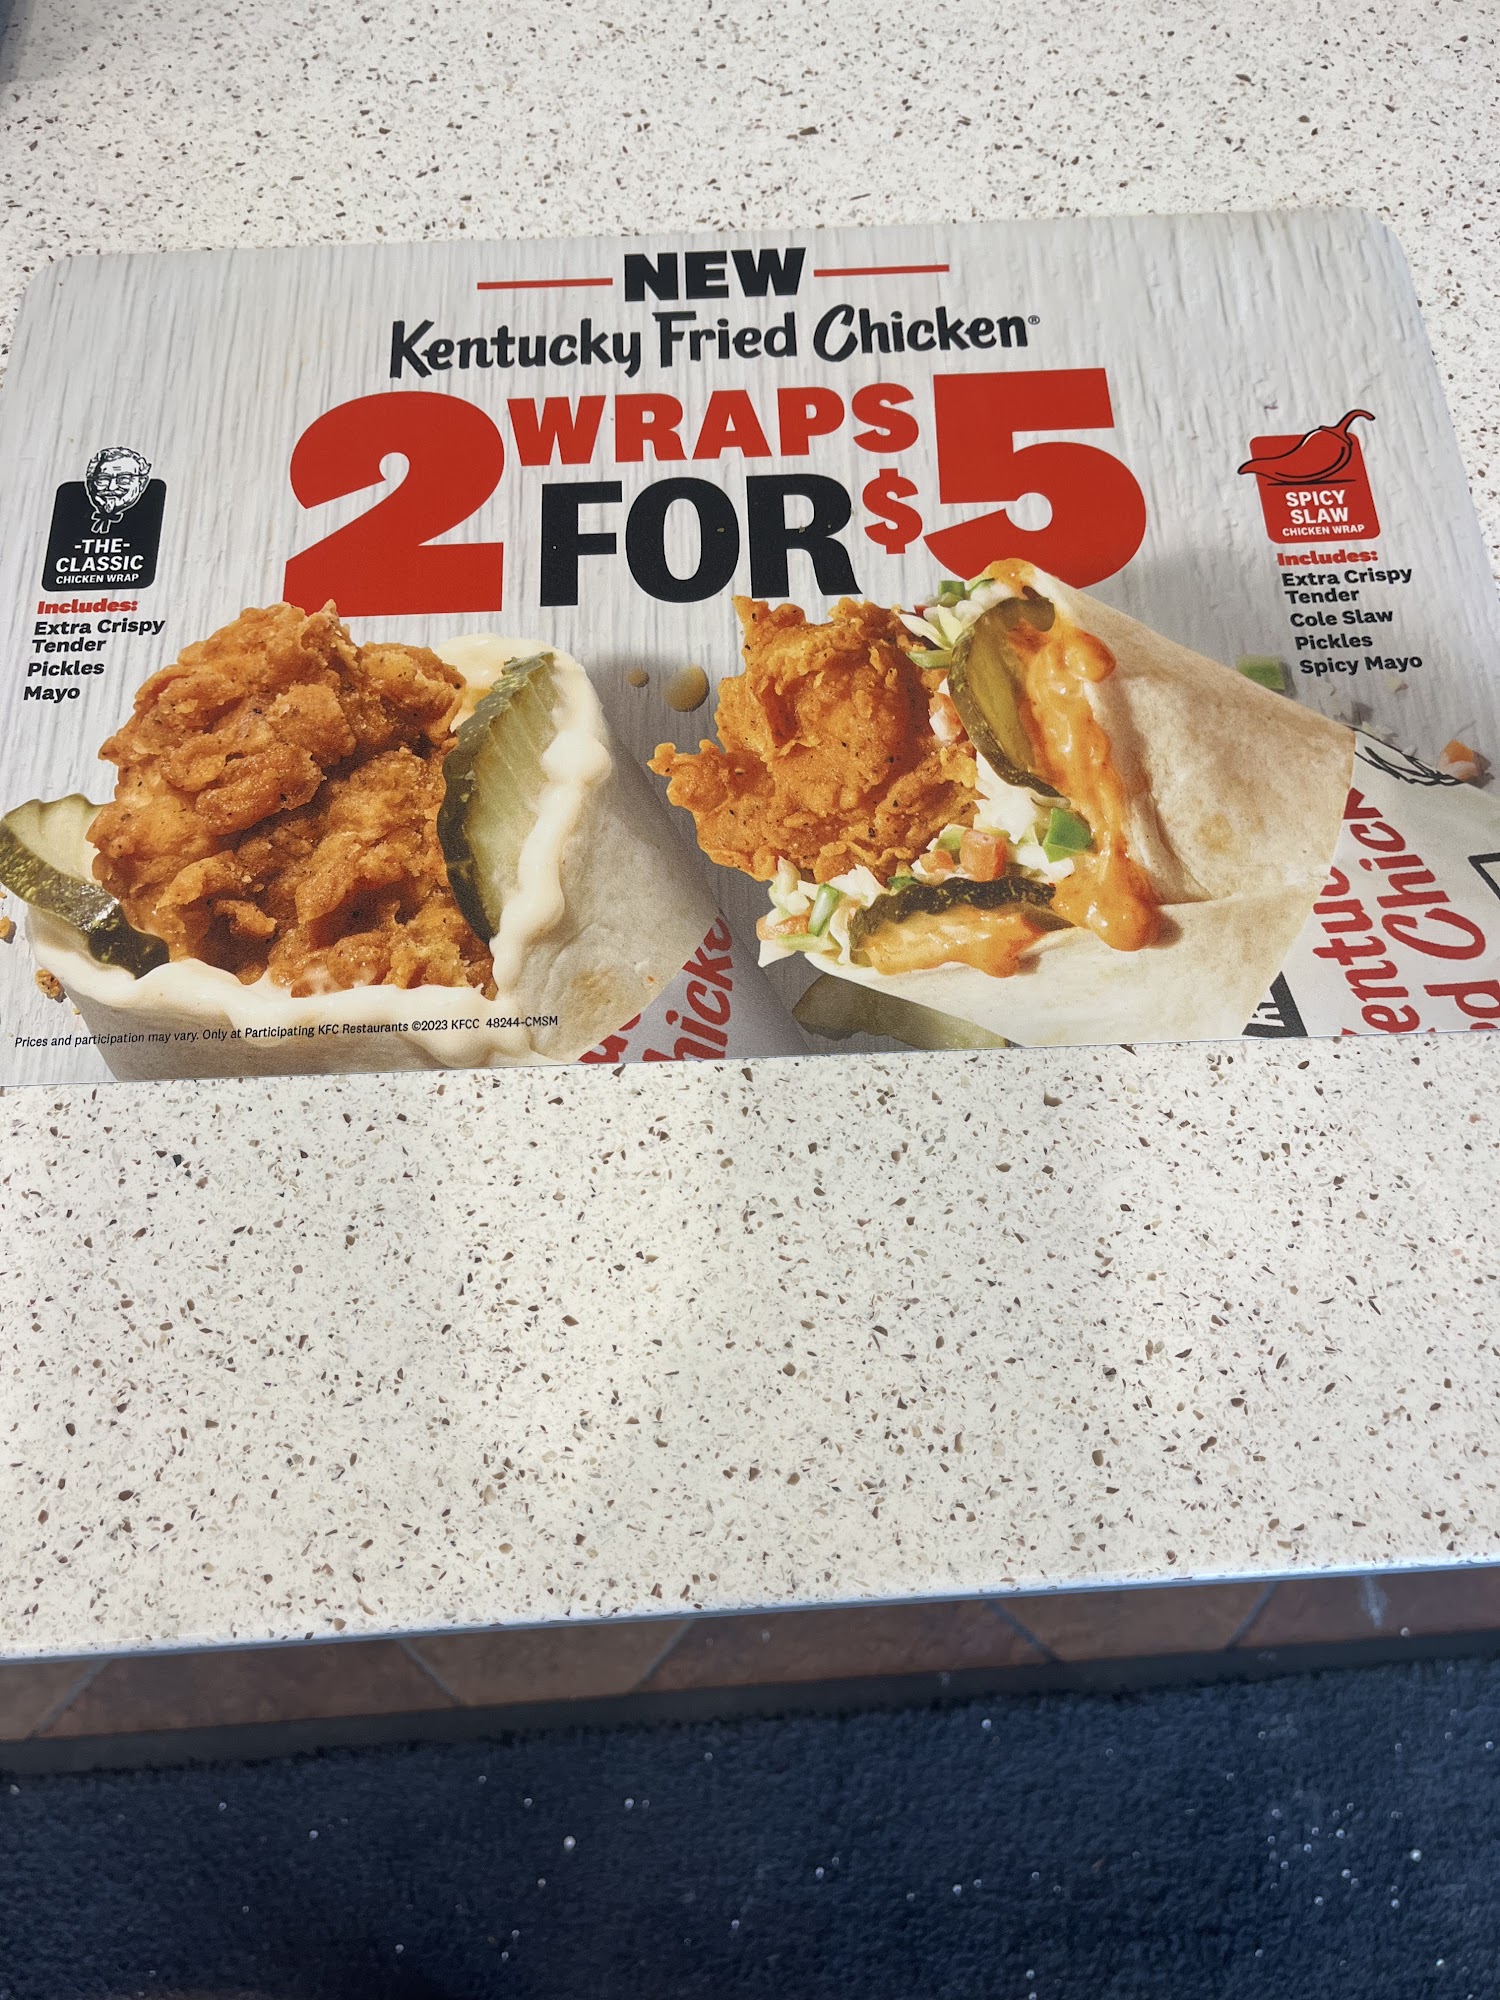 NEW
Kentucky Fried Chicken®
2 WRAPS
FOR $5
-THE-
CLASSIC
CHICKEN WRAP
Includes:
Extra Crispy
Tender
Pickles
Mayo
SPICY
SLAW
CHICKEN WRAP
Includes:
Extra Crispy
Tender
Cole Slaw
Pickles
Spicy Mayo
Prices and participation may vary. Only at Participating KFC Restaurants ©2023 KFCC 48244-CMSM